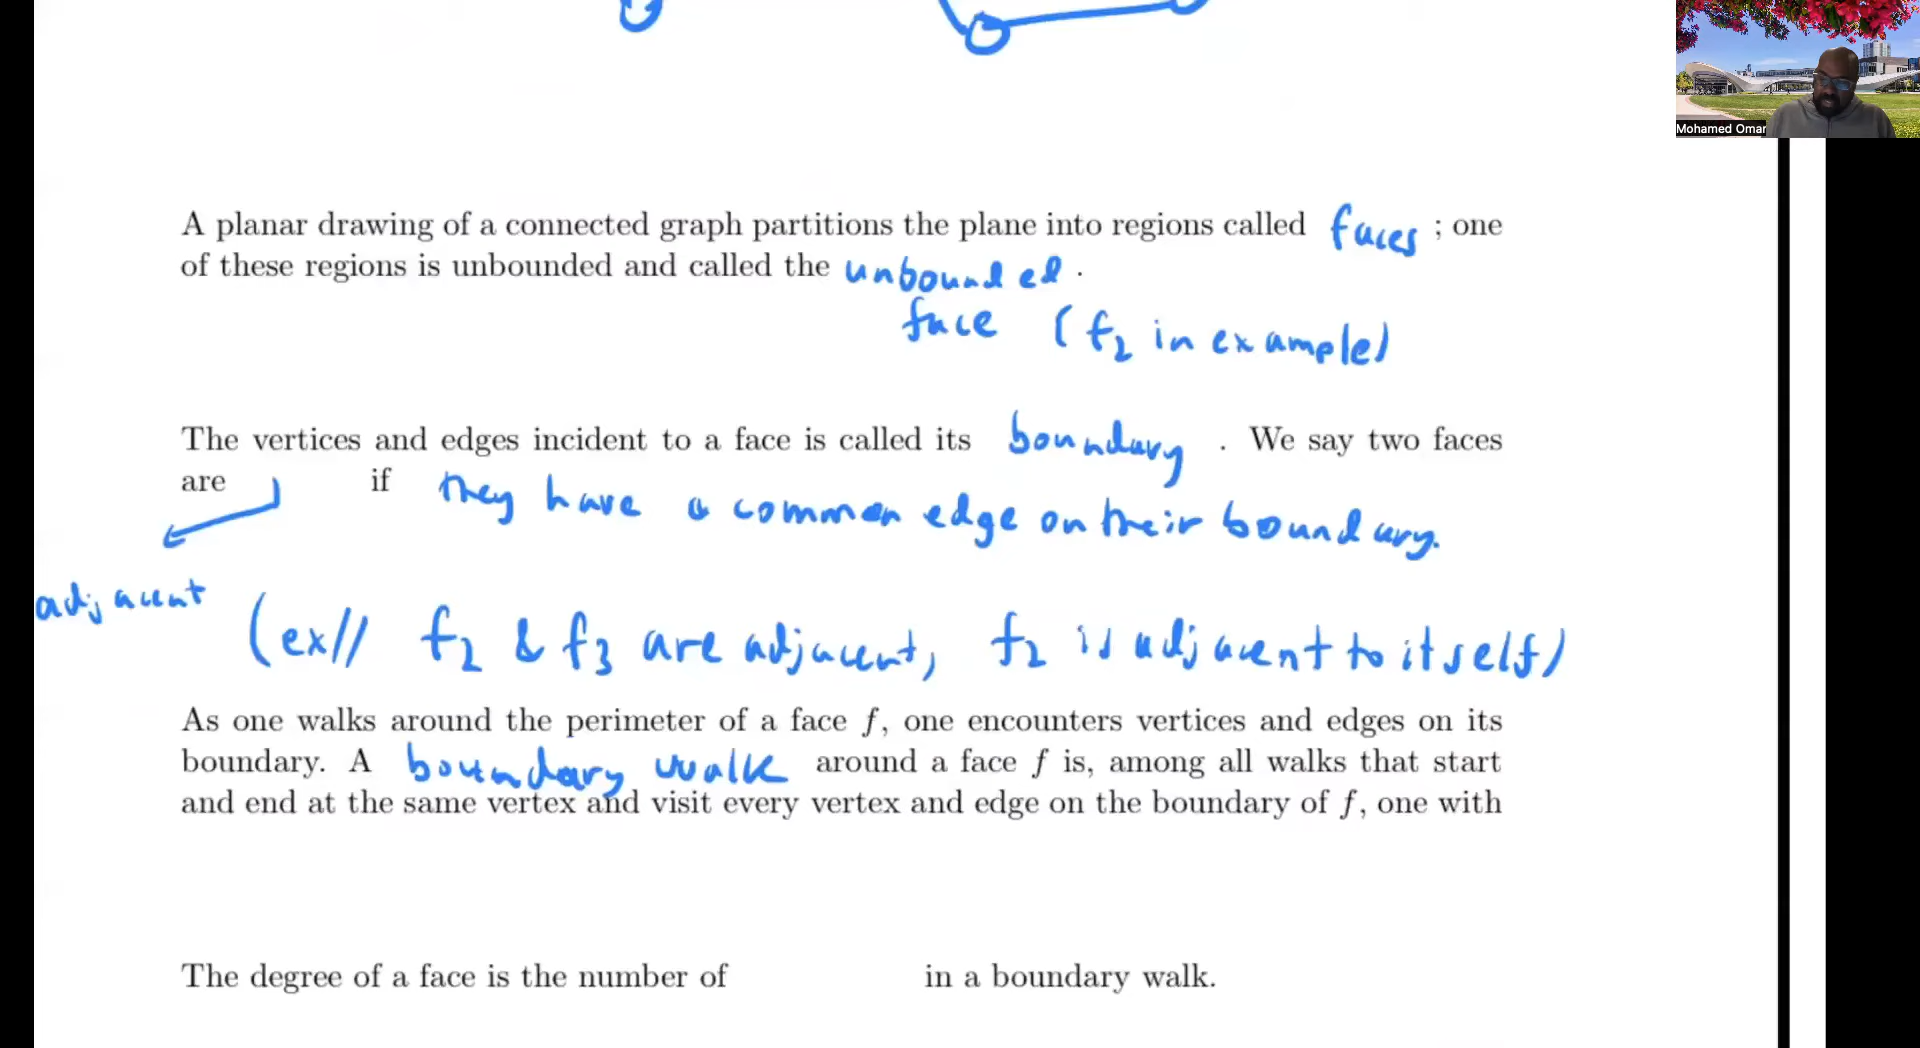 Mohamed Omar
A planar drawing of a connected graph partitions the plane into regions called faces ; one
of these regions is unbounded and called the unbounded .
face (f₂ in example)
The vertices and edges incident to a face is called its boundary . We say two faces
are if they have a common edge on their boundary.
adjacent
(ex// f₂ & f₃ are adjacent, f₂ is adjacent to itself)
As one walks around the perimeter of a face f, one encounters vertices and edges on its
boundary. A boundary walk around a face f is, among all walks that start
and end at the same vertex and visit every vertex and edge on the boundary of f, one with
The degree of a face is the number of in a boundary walk.